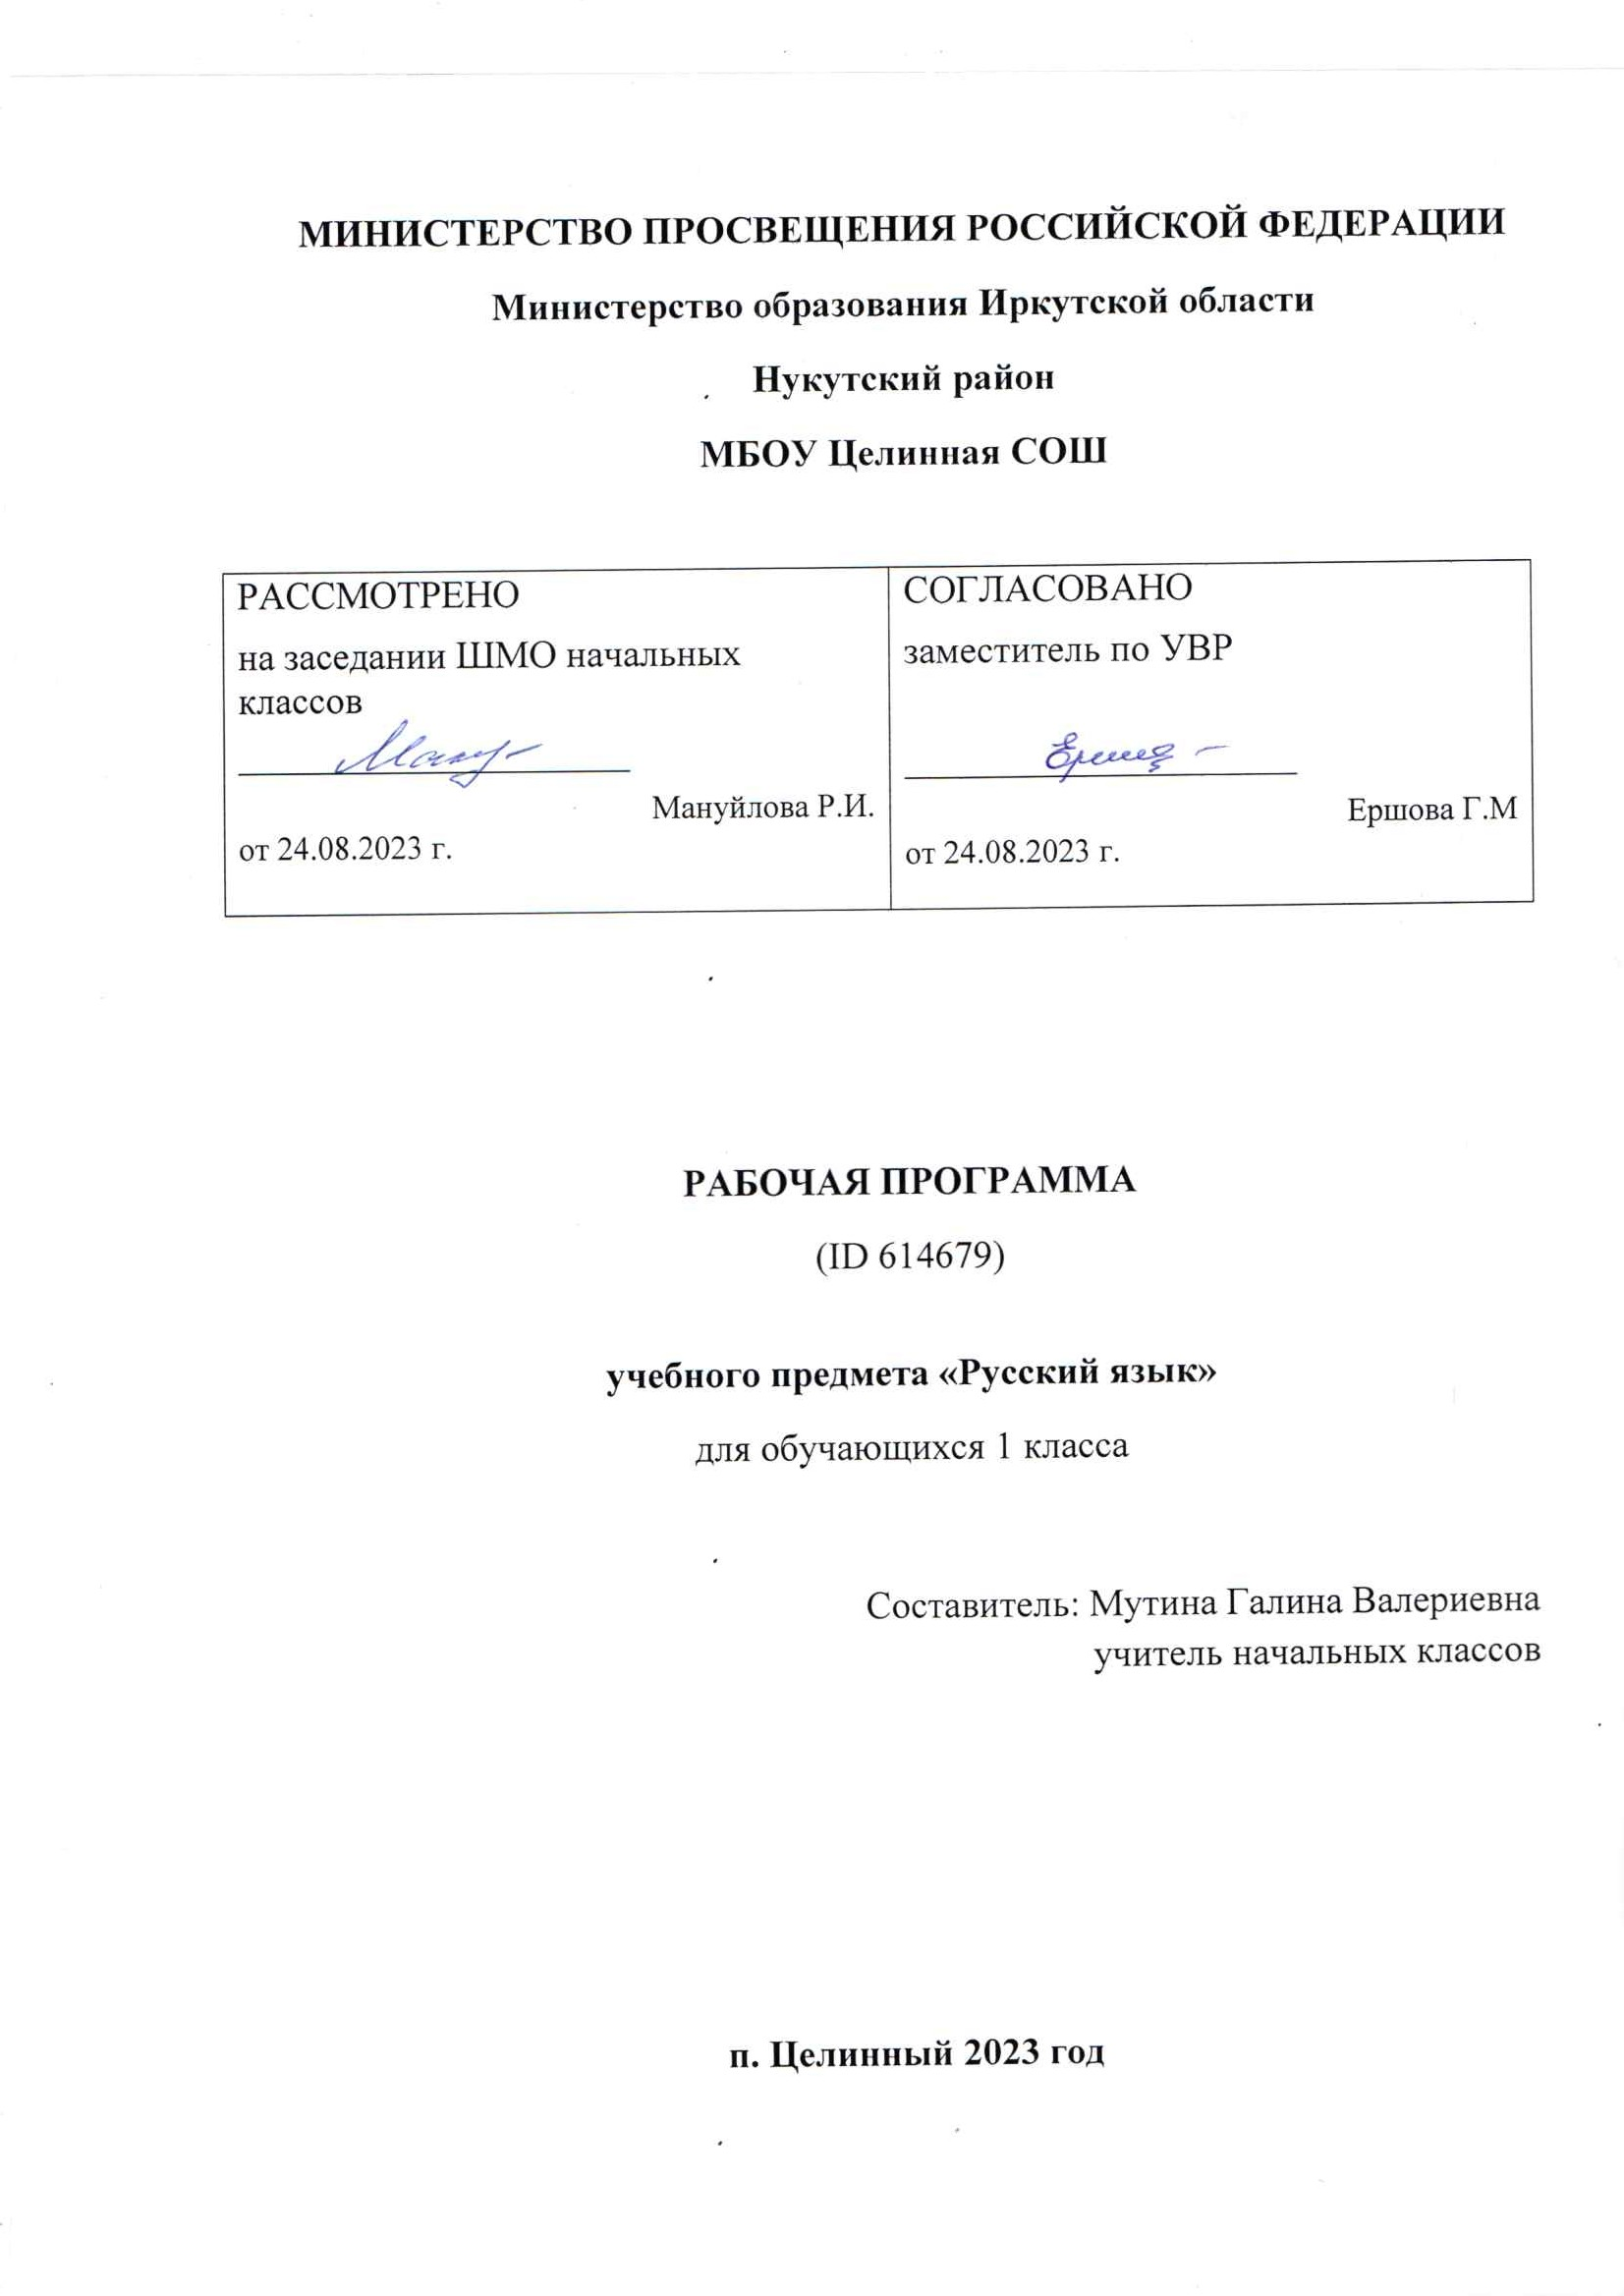 МИНИСТЕРСТВО ПРОСВЕЩЕНИЯ РОССИЙСКОЙ ФЕДЕРАЦИИ
Министерство образования Иркутской области
Нукутский район
МБОУ Целинная СОШ
РАССМОТРЕНО
на заседании ШМО начальных
классов
Мануйлова Р.И.
от 24.08.2023 г.
СОГЛАСОВАНО
заместитель по УВР
Ершова Г.М
от 24.08.2023 г.
РАБОЧАЯ ПРОГРАММА
(ID 614679)
учебного предмета «Русский язык»
для обучающихся 1 класса
Составитель: Мутина Галина Валериевна
учитель начальных классов
п. Целинный 2023 год